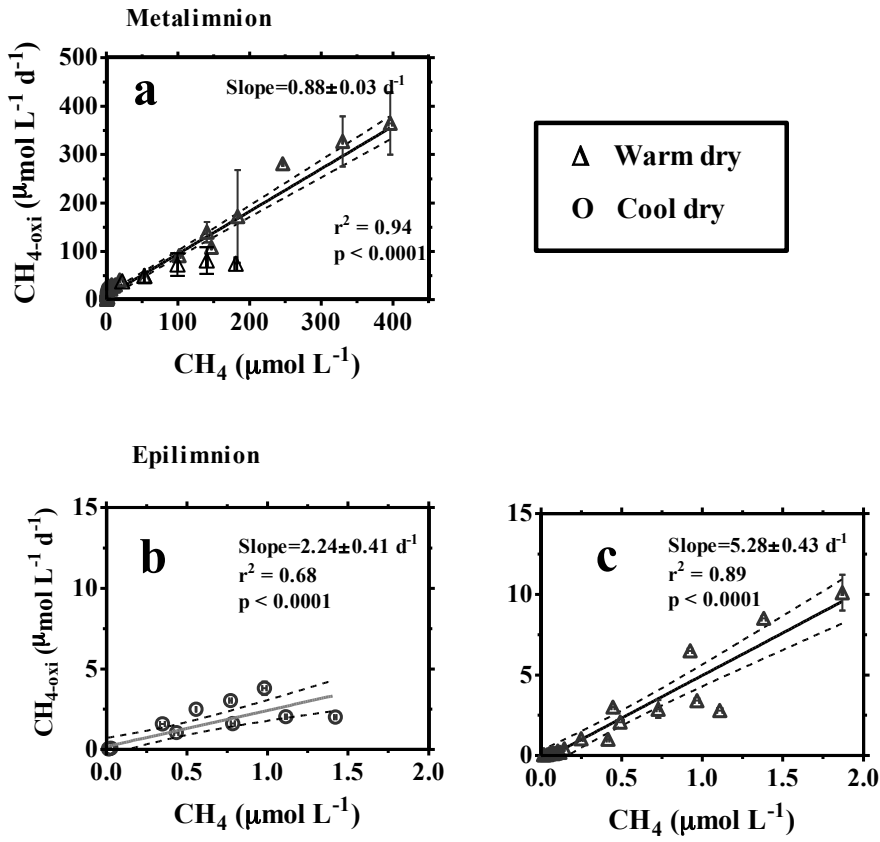 Metalimnion
a
Slope=0.88±0.03 d⁻¹
r² = 0.94
p < 0.0001
CH₄₋ₒₓᵢ (μmol L⁻¹ d⁻¹)
500
400
300
200
100
0
0 100 200 300 400
CH₄ (μmol L⁻¹)
Warm dry
Cool dry
Epilimnion
b
Slope=2.24±0.41 d⁻¹
r² = 0.68
p < 0.0001
CH₄₋ₒₓᵢ (μmol L⁻¹ d⁻¹)
15
10
5
0
0.0 0.5 1.0 1.5 2.0
CH₄ (μmol L⁻¹)
c
Slope=5.28±0.43 d⁻¹
r² = 0.89
p < 0.0001
15
10
5
0
0.0 0.5 1.0 1.5 2.0
CH₄ (μmol L⁻¹)